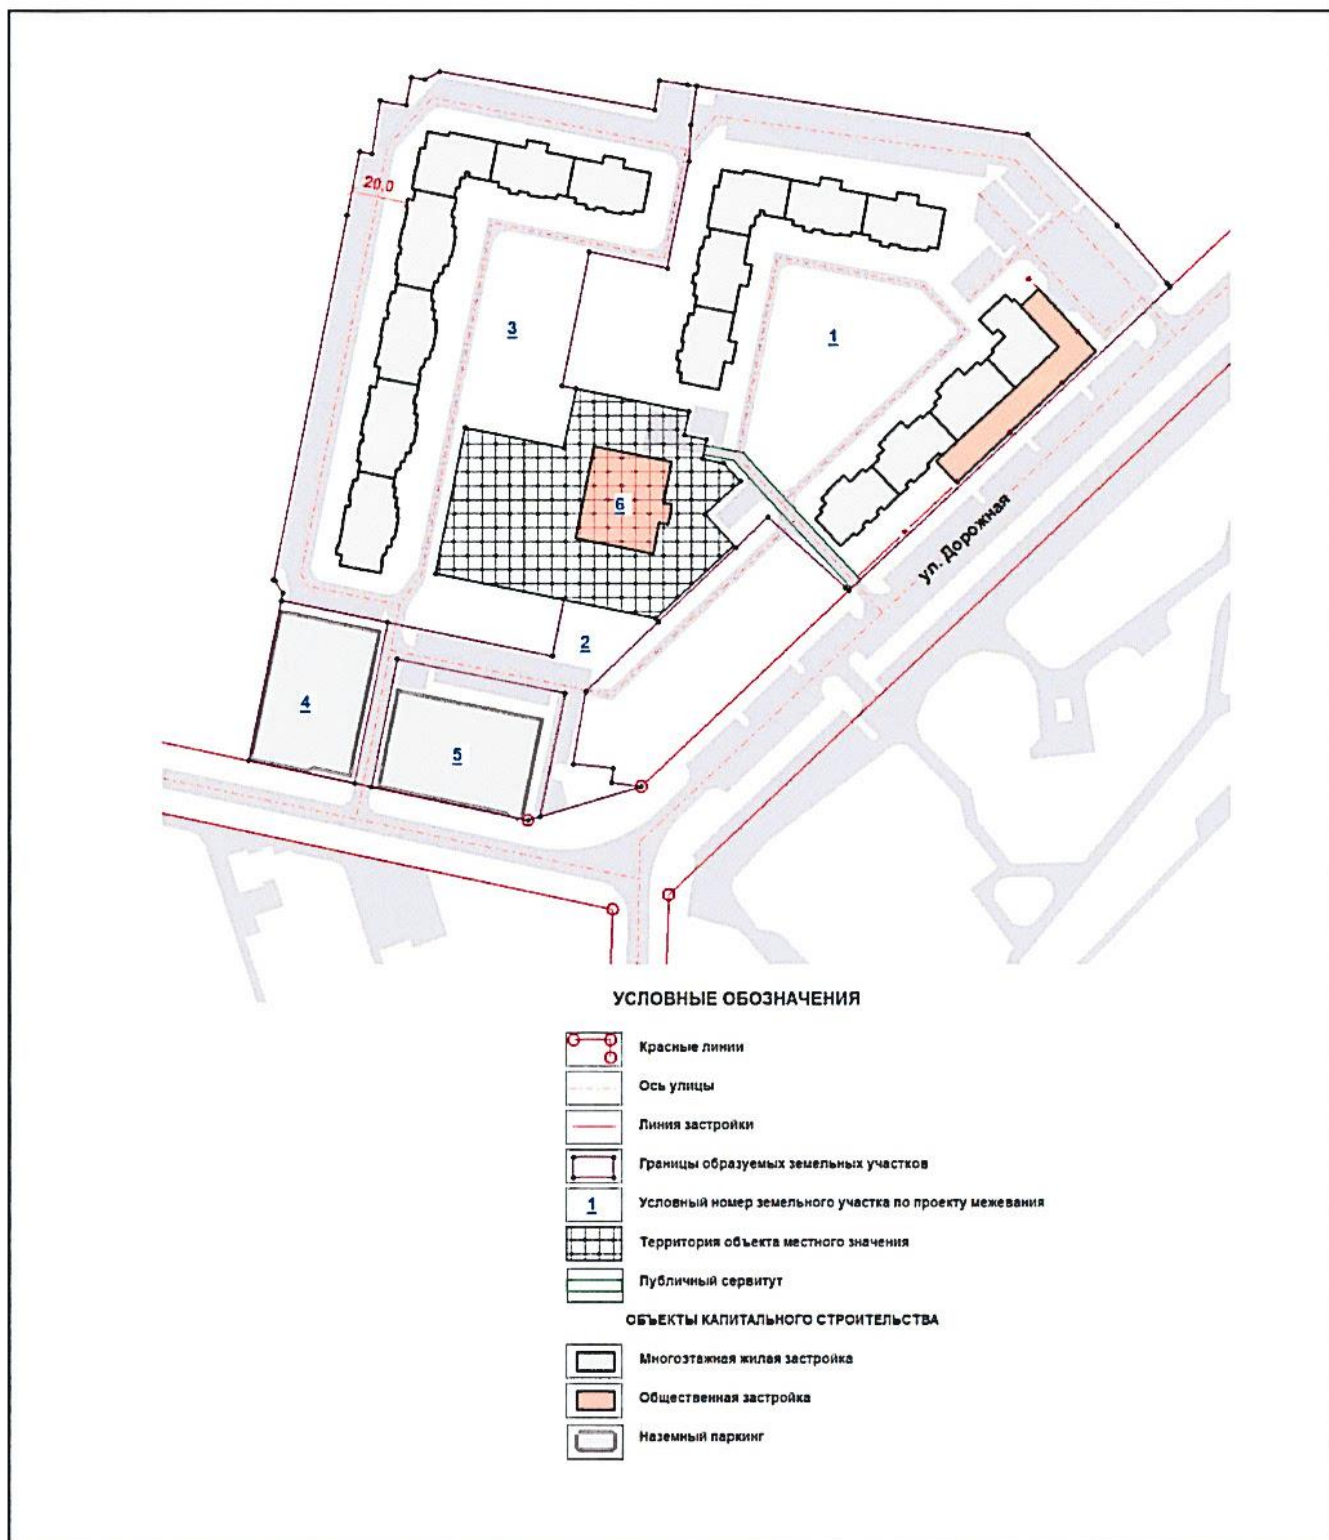 20,0
3
1
6
ул. Дорожная
2
4
5
УСЛОВНЫЕ ОБОЗНАЧЕНИЯ
Красные линии
Ось улицы
Линия застройки
Границы образуемых земельных участков
1 Условный номер земельного участка по проекту межевания
Территория объекта местного значения
Публичный сервитут
ОБЪЕКТЫ КАПИТАЛЬНОГО СТРОИТЕЛЬСТВА
Многоэтажная жилая застройка
Общественная застройка
Наземный паркинг